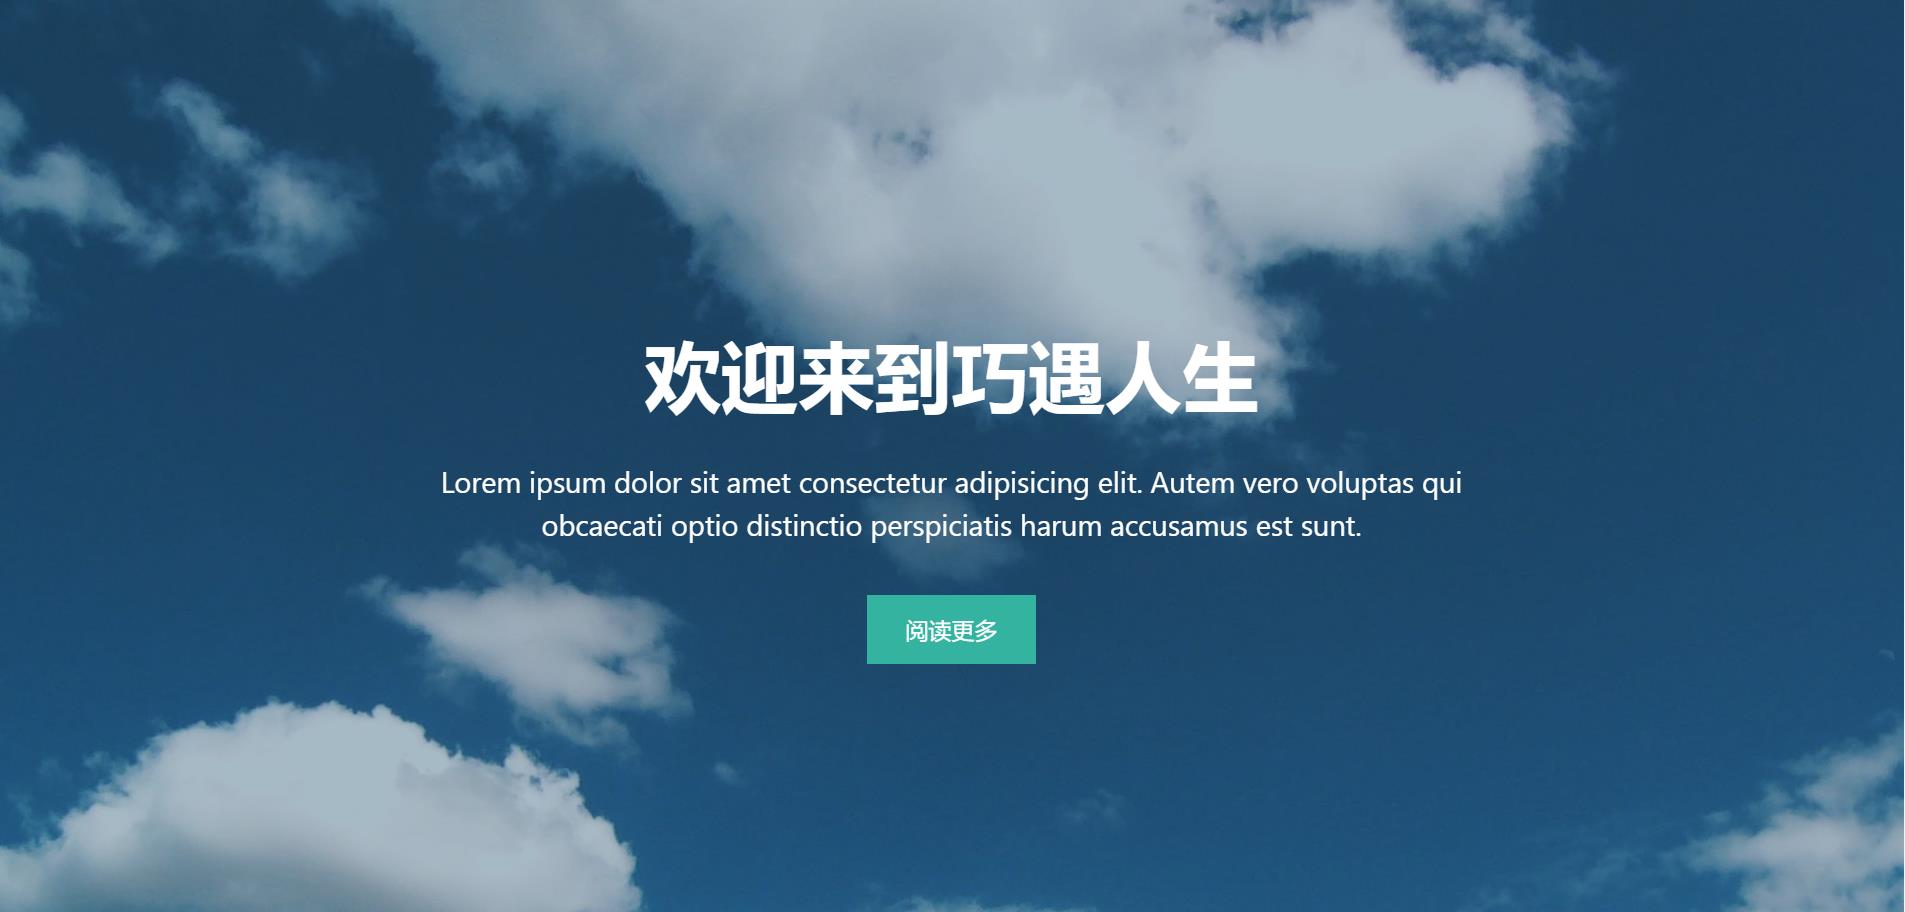 欢迎来到巧遇人生
Lorem ipsum dolor sit amet consectetur adipisicing elit. Autem vero voluptas qui
obcaecati optio distinctio perspiciatis harum accusamus est sunt.
阅读更多